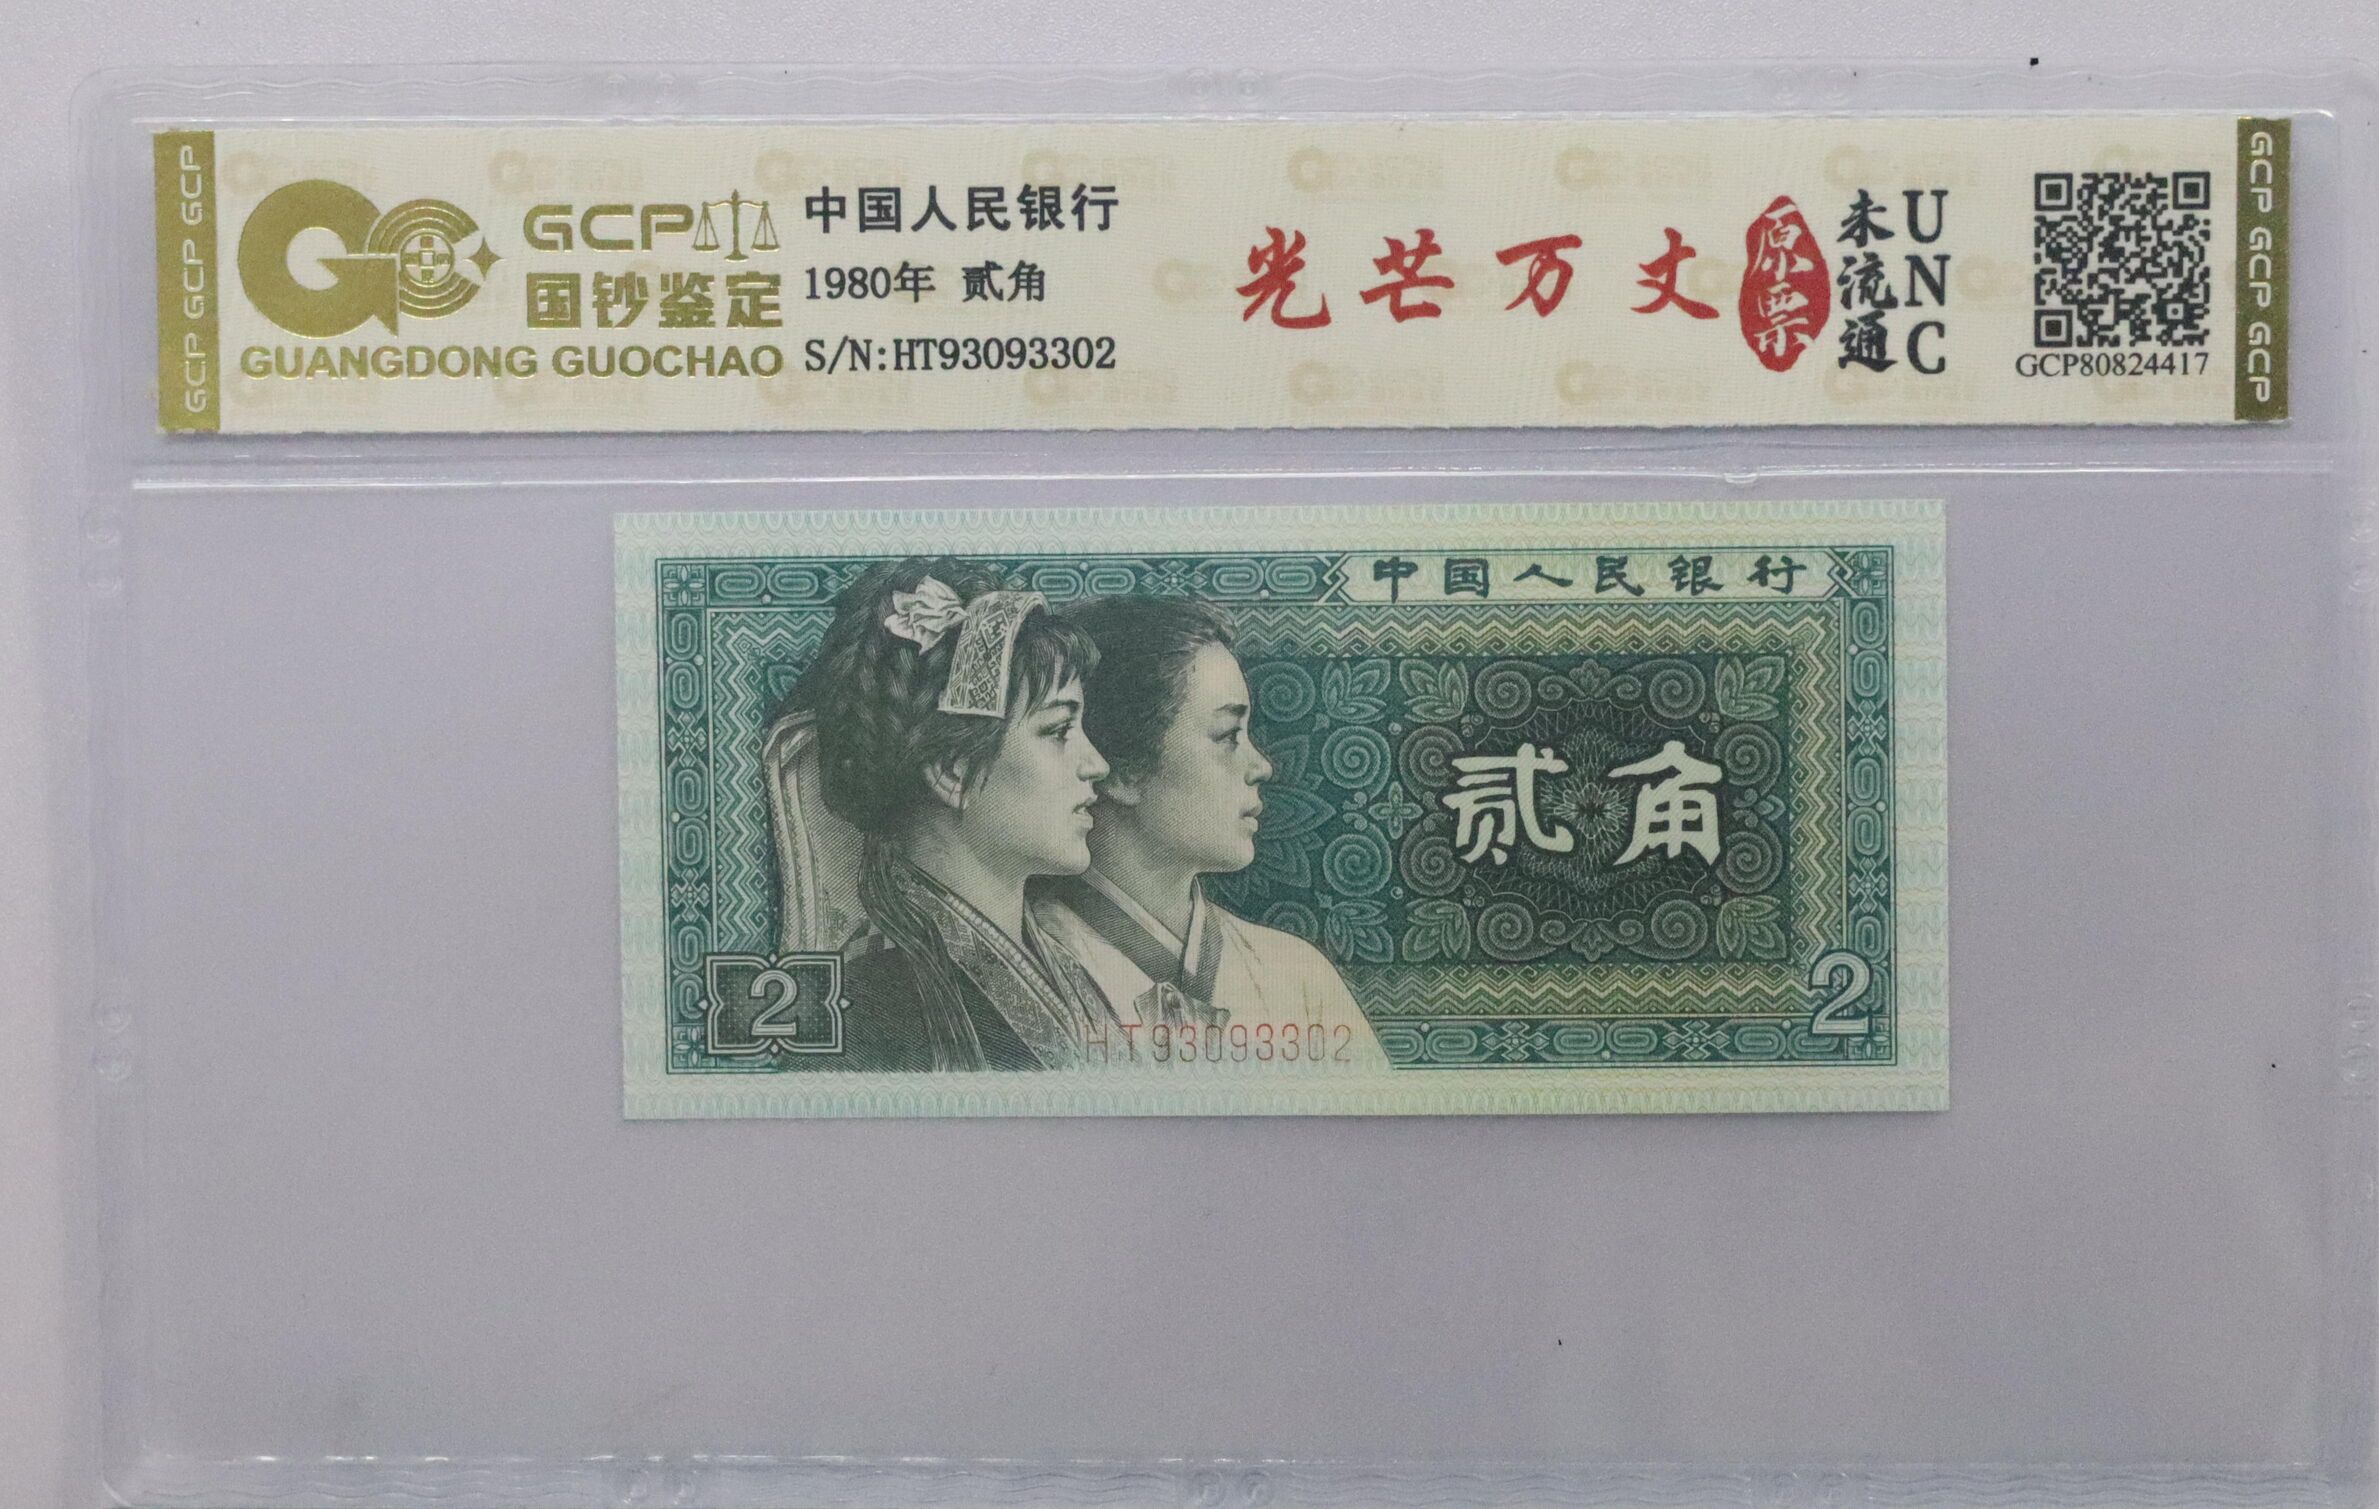 GCP GCP GCP
GCP
国钞鉴定
GUANGDONG GUOCHAO
中国人民银行
1980年 贰角
S/N:HT93093302
光芒万丈
原票
未流通
UNC
GCP80824417
GCP GCP GCP
中国人民银行
贰角
2
2
HT93093302